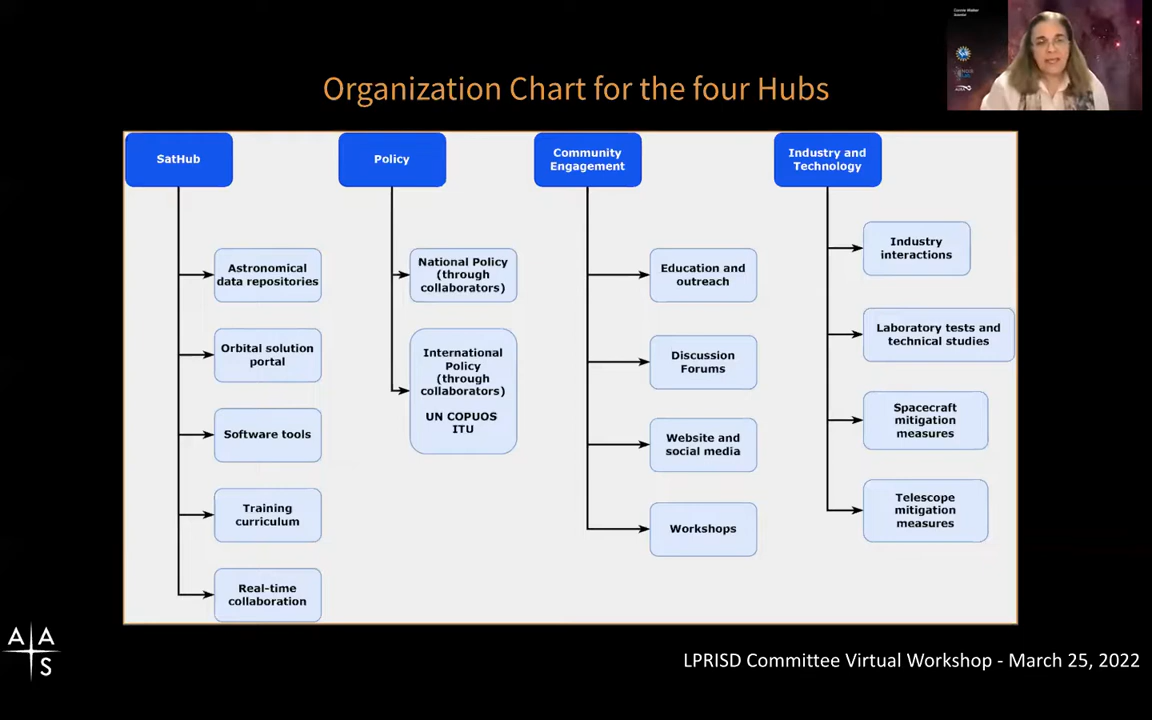 Connie Walker
Organization Chart for the four Hubs
SatHub
Astronomical
data repositories
Orbital solution
portal
Software tools
Training
curriculum
Real-time
collaboration
Policy
National Policy
(through
collaborators)
International
Policy
(through
collaborators)
UN COPUOS
ITU
Community
Engagement
Education and
outreach
Discussion
Forums
Website and
social media
Workshops
Industry and
Technology
Industry
interactions
Laboratory tests and
technical studies
Spacecraft
mitigation
measures
Telescope
mitigation
measures
A A
S
LPRISD Committee Virtual Workshop - March 25, 2022